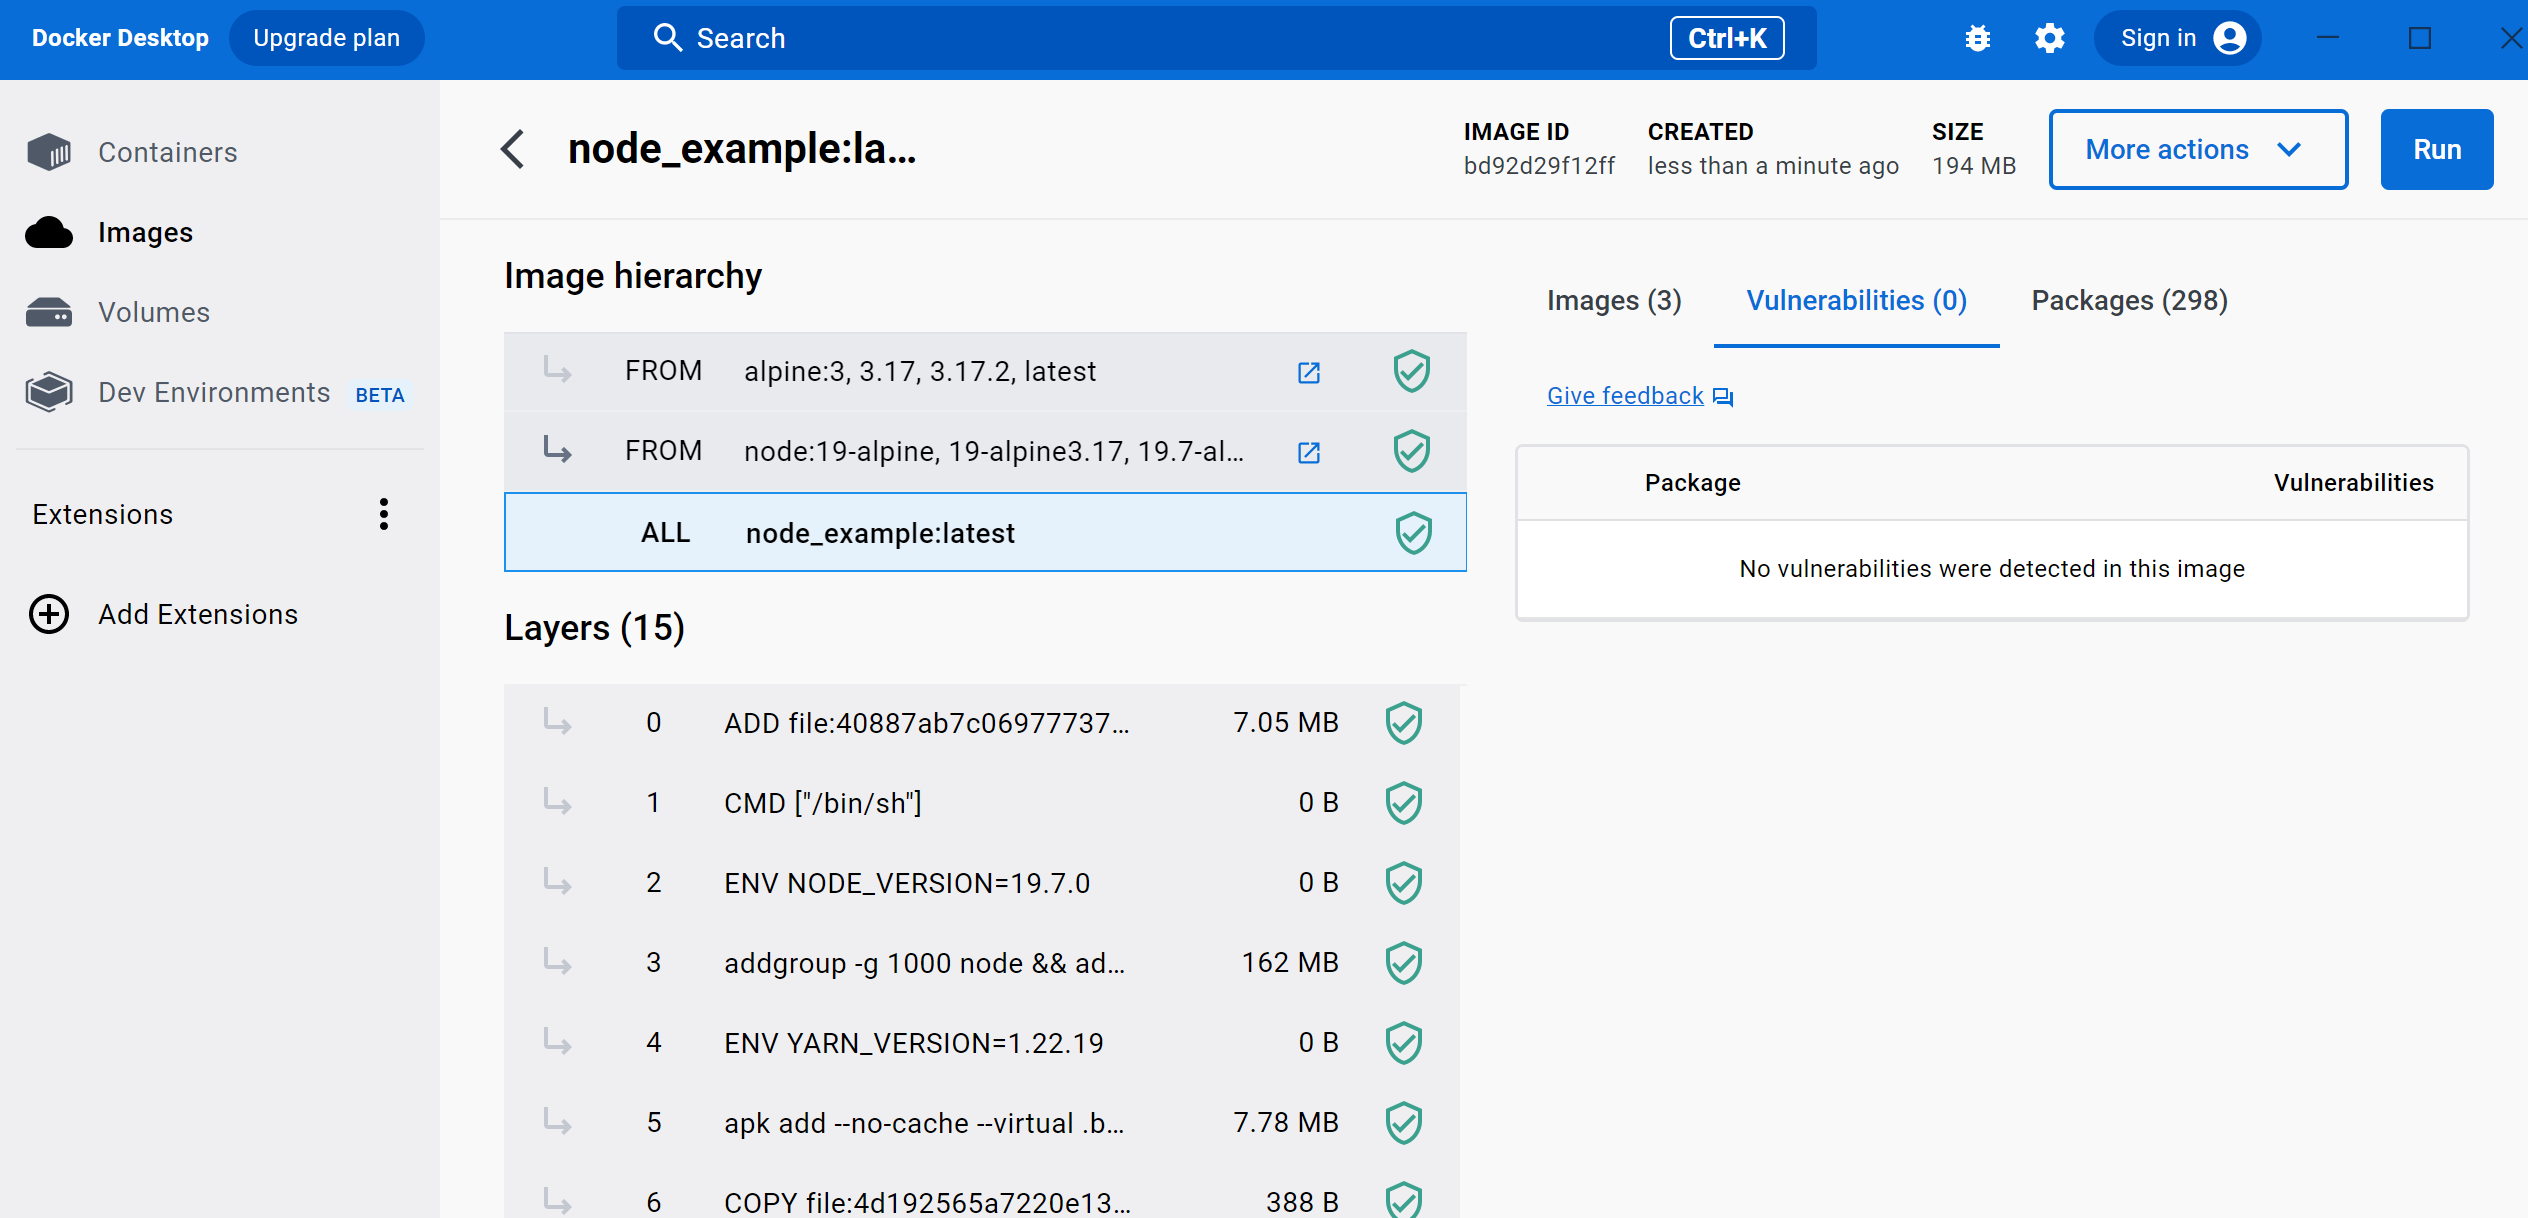 Docker Desktop Upgrade plan Search Ctrl+K Sign in
Containers
Images
Volumes
Dev Environments BETA
Extensions
Add Extensions
node_example:la...
IMAGE ID
bd92d29f12ff
CREATED
less than a minute ago
SIZE
194 MB
More actions
Run
Image hierarchy
FROM alpine:3, 3.17, 3.17.2, latest
FROM node:19-alpine, 19-alpine3.17, 19.7-al...
ALL node_example:latest
Layers (15)
0 ADD file:40887ab7c06977737... 7.05 MB
1 CMD ["/bin/sh"] 0 B
2 ENV NODE_VERSION=19.7.0 0 B
3 addgroup -g 1000 node && ad... 162 MB
4 ENV YARN_VERSION=1.22.19 0 B
5 apk add --no-cache --virtual .b... 7.78 MB
6 COPY file:4d192565a7220e13... 388 B
Images (3) Vulnerabilities (0) Packages (298)
Give feedback
Package Vulnerabilities
No vulnerabilities were detected in this image